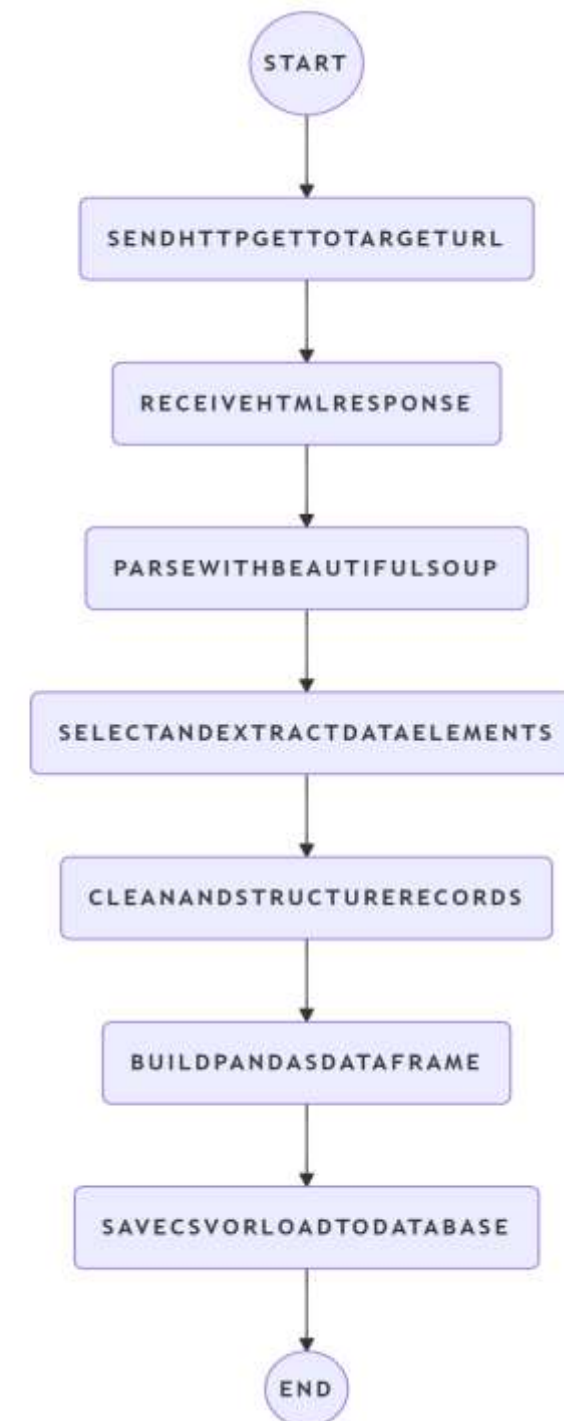 START
SENDHTTPGETTOTARGETURL
RECEIVEHTMLRESPONSE
PARSEWITHBEAUTIFULSOUP
SELECTANDEXTRACTDATAELEMENTS
CLEANANDSTRUCTURERECORDS
BUILDPANDASDATAFRAME
SAVECSVORLOADTODATABASE
END